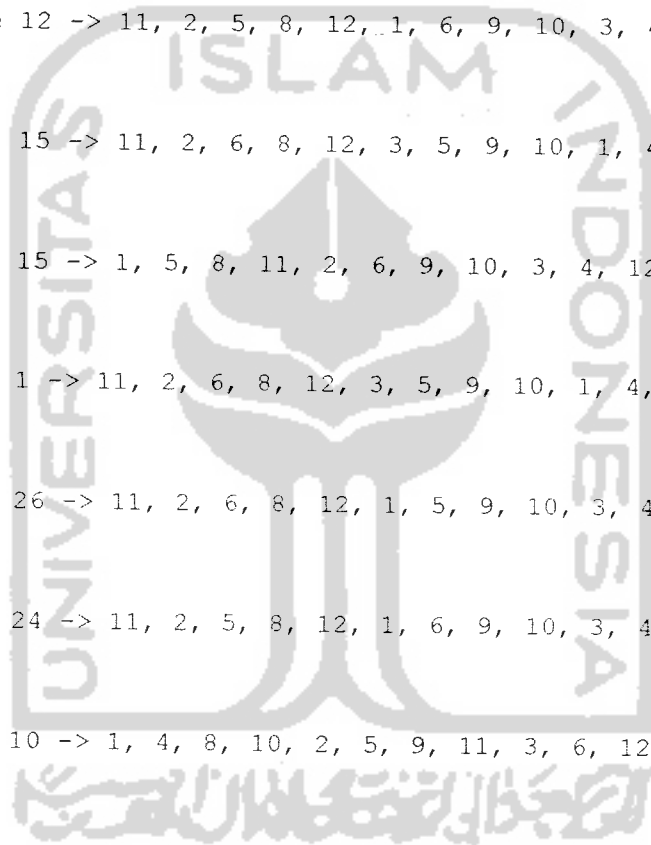 12 -> 11, 2, 5, 8, 12, 1, 6, 9, 10, 3,
ISLAM
UNIVERSITAS
INDONESIA
15 -> 11, 2, 6, 8, 12, 3, 5, 9, 10, 1, 4
15 -> 1, 5, 8, 11, 2, 6, 9, 10, 3, 4, 12
1 -> 11, 2, 6, 8, 12, 3, 5, 9, 10, 1, 4,
26 -> 11, 2, 6, 8, 12, 1, 5, 9, 10, 3, 4
24 -> 11, 2, 5, 8, 12, 1, 6, 9, 10, 3, 4
10 -> 1, 4, 8, 10, 2, 5, 9, 11, 3, 6, 12